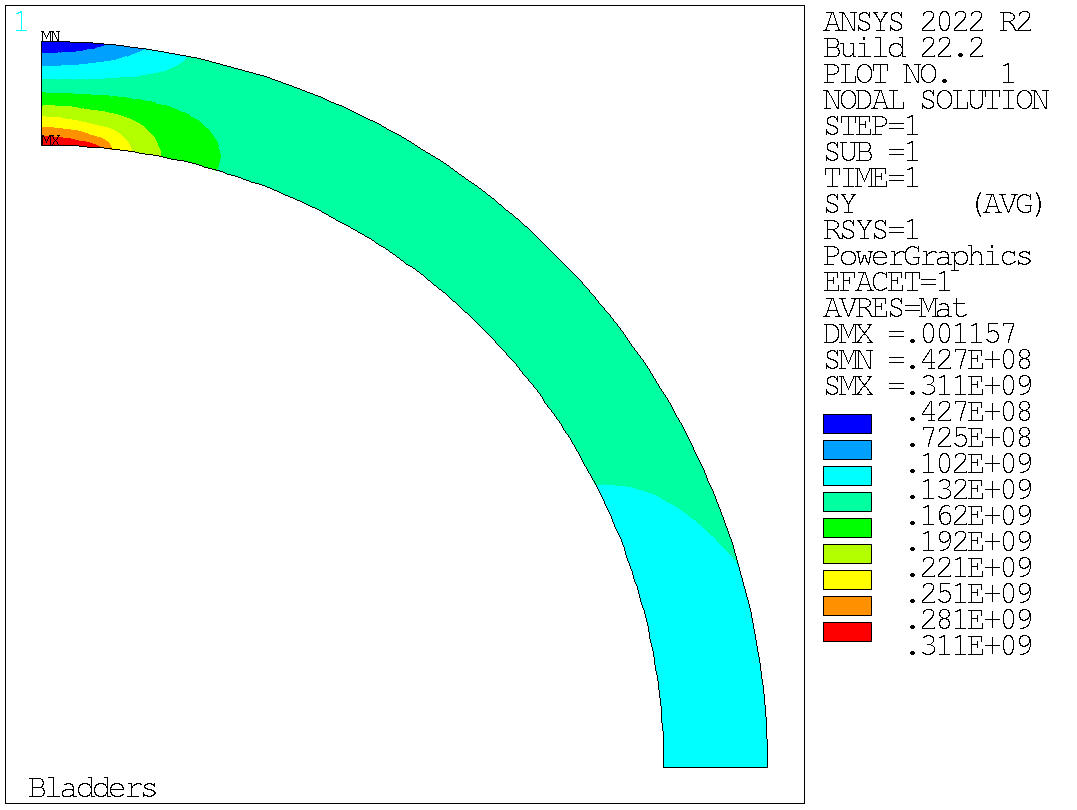 1
MN
MX
Bladders
ANSYS 2022 R2
Build 22.2
PLOT NO.   1
NODAL SOLUTION
STEP=1
SUB =1
TIME=1
SY       (AVG)
RSYS=1
PowerGraphics
EFACET=1
AVRES=Mat
DMX =.001157
SMN =.427E+08
SMX =.311E+09
.427E+08
.725E+08
.102E+09
.132E+09
.162E+09
.192E+09
.221E+09
.251E+09
.281E+09
.311E+09